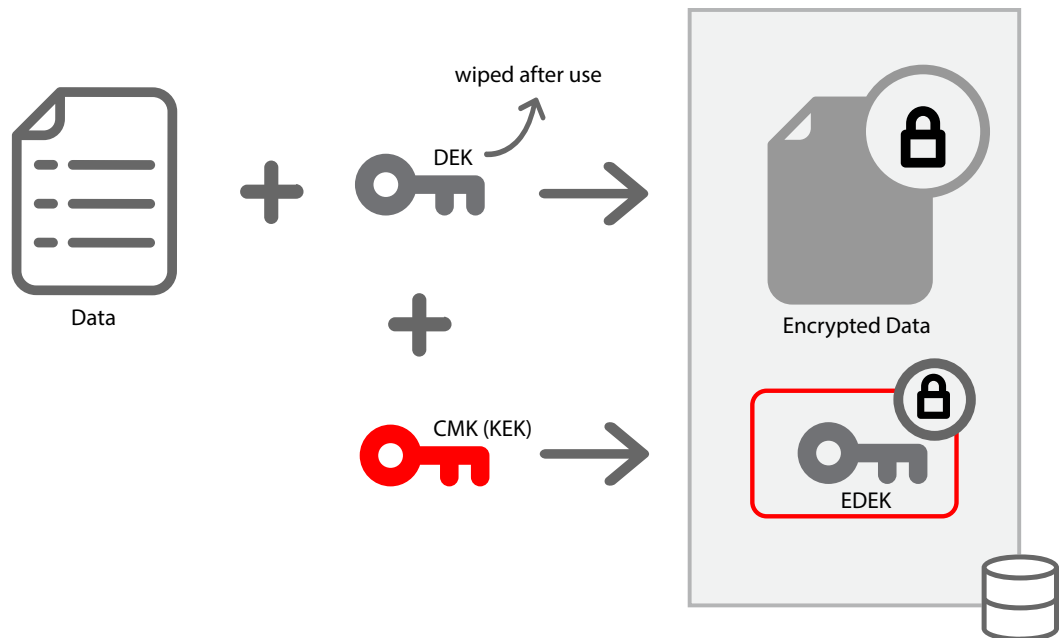 wiped after use
DEK
Data
Encrypted Data
CMK (KEK)
EDEK